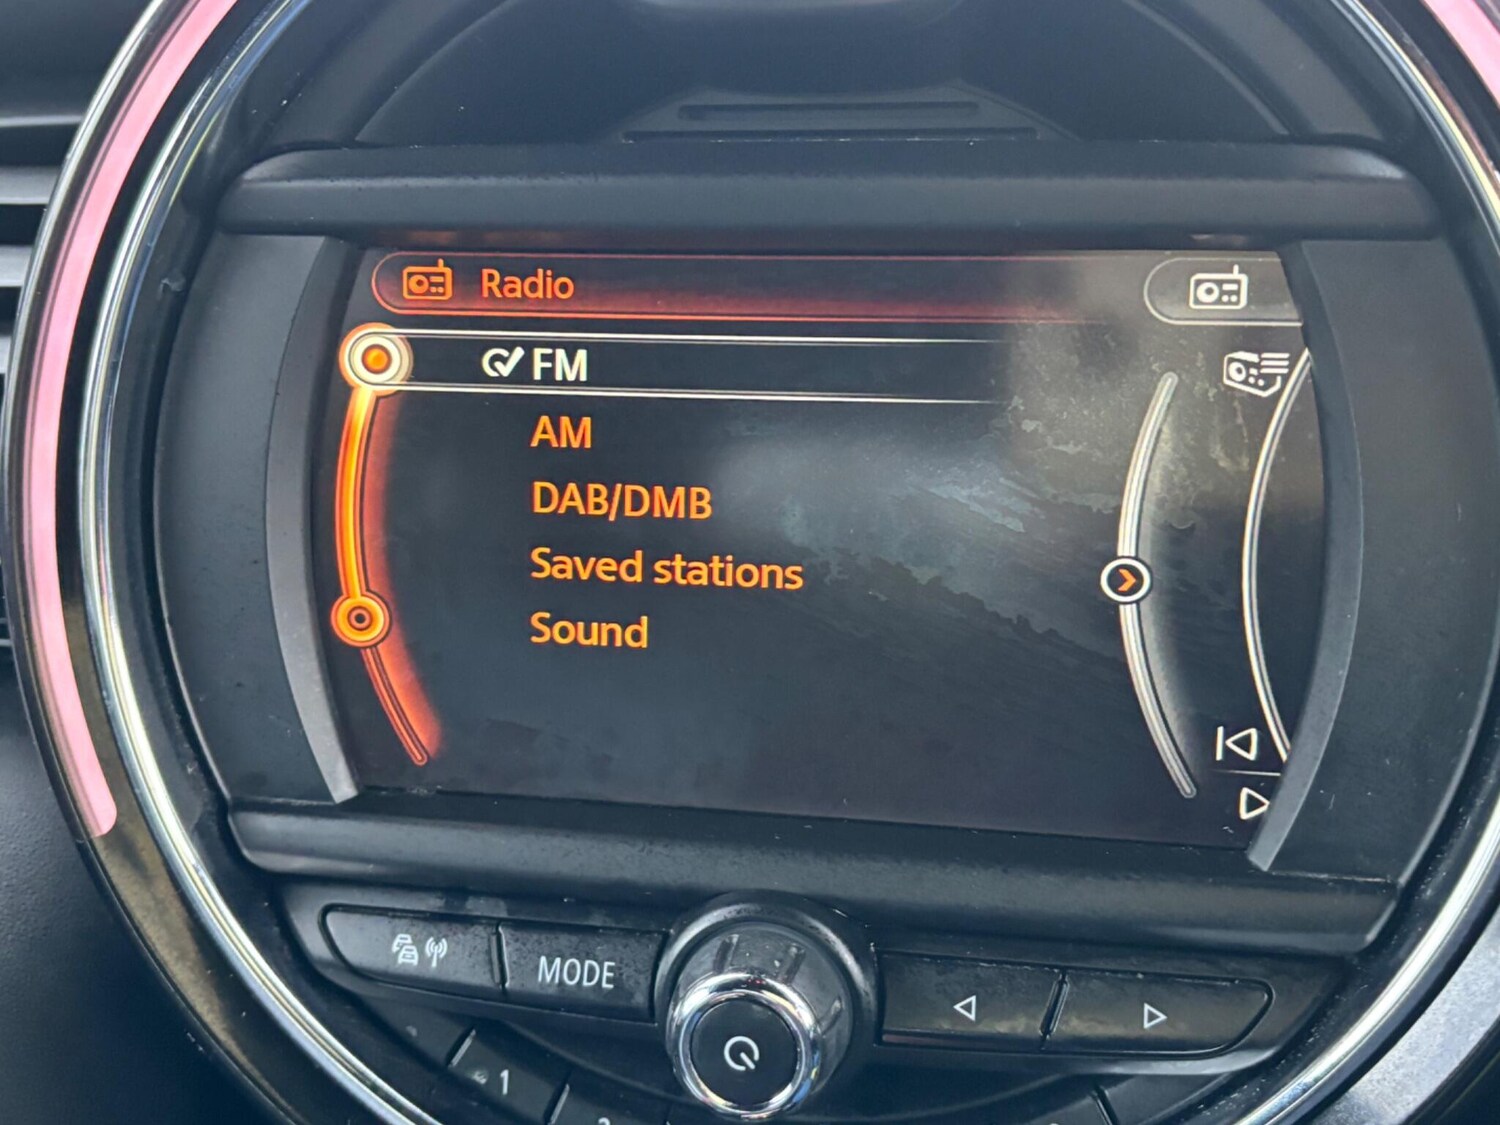 Radio
FM
AM
DAB/DMB
Saved stations
Sound
MODE
1